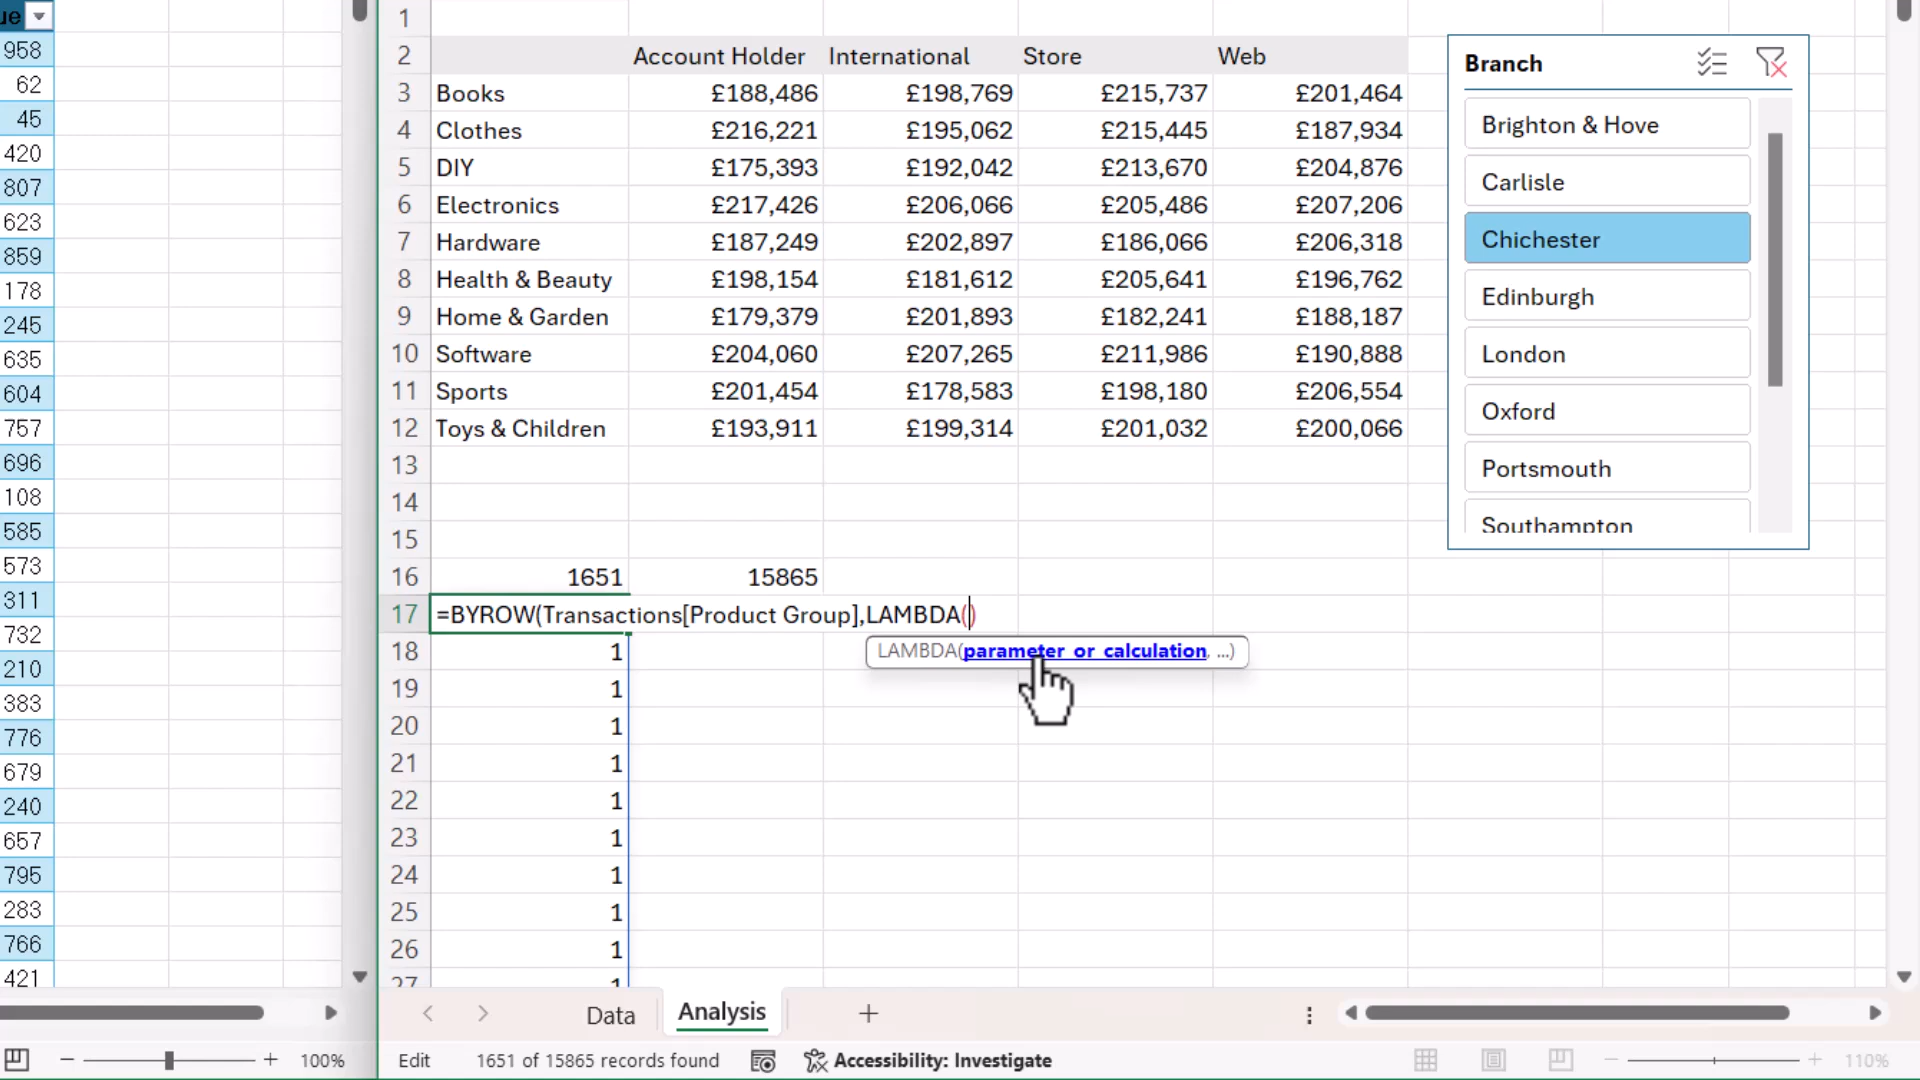 ue
958
62
45
420
807
623
859
178
245
635
604
757
696
108
585
573
311
732
210
383
776
679
240
657
795
283
766
421
100%
1
2 Account Holder International Store Web
3 Books £188,486 £198,769 £215,737 £201,464
4 Clothes £216,221 £195,062 £215,445 £187,934
5 DIY £175,393 £192,042 £213,670 £204,876
6 Electronics £217,426 £206,066 £205,486 £207,206
7 Hardware £187,249 £202,897 £186,066 £206,318
8 Health & Beauty £198,154 £181,612 £205,641 £196,762
9 Home & Garden £179,379 £201,893 £182,241 £188,187
10 Software £204,060 £207,265 £211,986 £190,888
11 Sports £201,454 £178,583 £198,180 £206,554
12 Toys & Children £193,911 £199,314 £201,032 £200,066
13
14
15
16 1651 15865
17 =BYROW(Transactions[Product Group],LAMBDA()
LAMBDA(parameter_or_calculation, ...)
18 1
19 1
20 1
21 1
22 1
23 1
24 1
25 1
26 1
27 1
Branch
Brighton & Hove
Carlisle
Chichester
Edinburgh
London
Oxford
Portsmouth
Southampton
Data Analysis
Edit 1651 of 15865 records found Accessibility: Investigate 110%